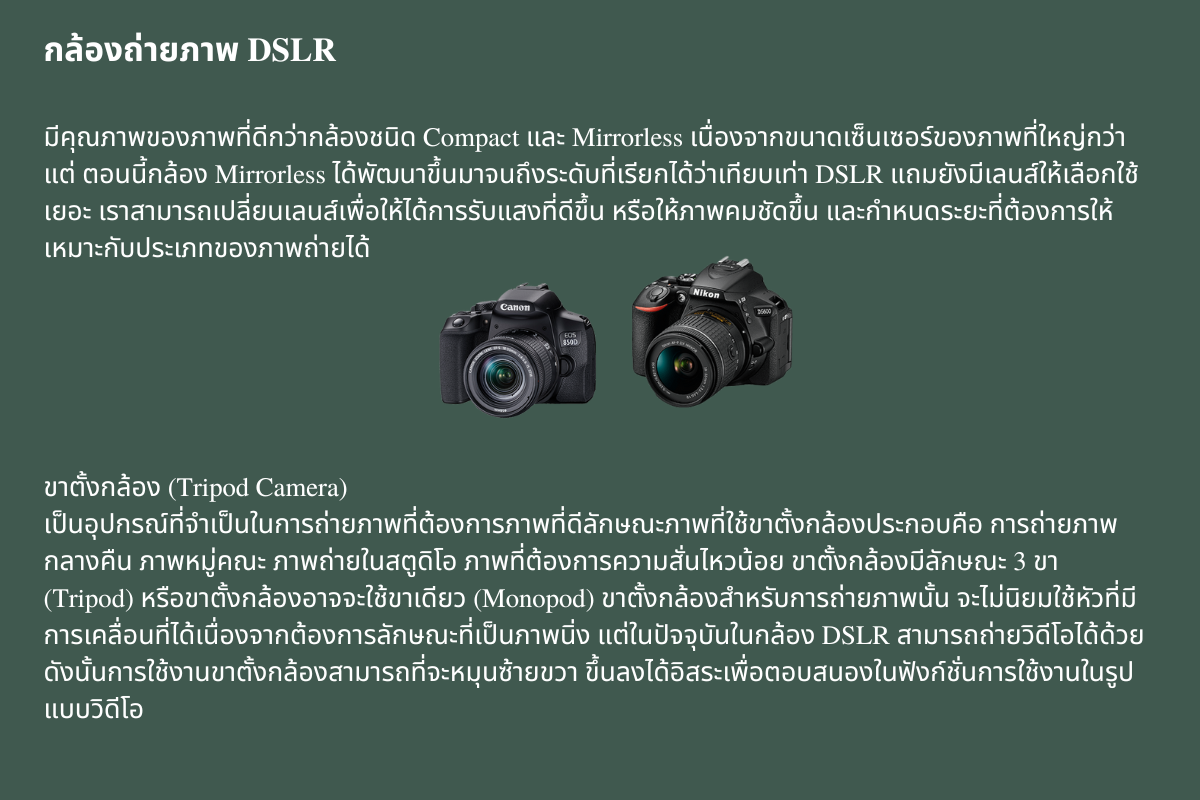 กล้องถ่ายภาพ DSLR
มีคุณภาพของภาพที่ดีกว่ากล้องชนิด Compact และ Mirrorless เนื่องจากขนาดเซ็นเซอร์ของภาพที่ใหญ่กว่า
แต่ ตอนนี้กล้อง Mirrorless ได้พัฒนาขึ้นมาจนถึงระดับที่เรียกได้ว่าเทียบเท่า DSLR แถมยังมีเลนส์ให้เลือกใช้
เยอะ เราสามารถเปลี่ยนเลนส์เพื่อให้ได้การรับแสงที่ดีขึ้น หรือให้ภาพคมชัดขึ้น และกำหนดระยะที่ต้องการให้
เหมาะกับประเภทของภาพถ่ายได้
Canon
EOS
850D
Nikon
D5600
ขาตั้งกล้อง (Tripod Camera)
เป็นอุปกรณ์ที่จำเป็นในการถ่ายภาพที่ต้องการภาพที่ดีลักษณะภาพที่ใช้ขาตั้งกล้องประกอบคือ การถ่ายภาพ
กลางคืน ภาพหมู่คณะ ภาพถ่ายในสตูดิโอ ภาพที่ต้องการความสั่นไหวน้อย ขาตั้งกล้องมีลักษณะ 3 ขา
(Tripod) หรือขาตั้งกล้องอาจจะใช้ขาเดียว (Monopod) ขาตั้งกล้องสำหรับการถ่ายภาพนั้น จะไม่นิยมใช้หัวที่มี
การเคลื่อนที่ได้เนื่องจากต้องการลักษณะที่เป็นภาพนิ่ง แต่ในปัจจุบันในกล้อง DSLR สามารถถ่ายวิดีโอได้ด้วย
ดังนั้นการใช้งานขาตั้งกล้องสามารถที่จะหมุนซ้ายขวา ขึ้นลงได้อิสระเพื่อตอบสนองในฟังก์ชั่นการใช้งานในรูป
แบบวิดีโอ